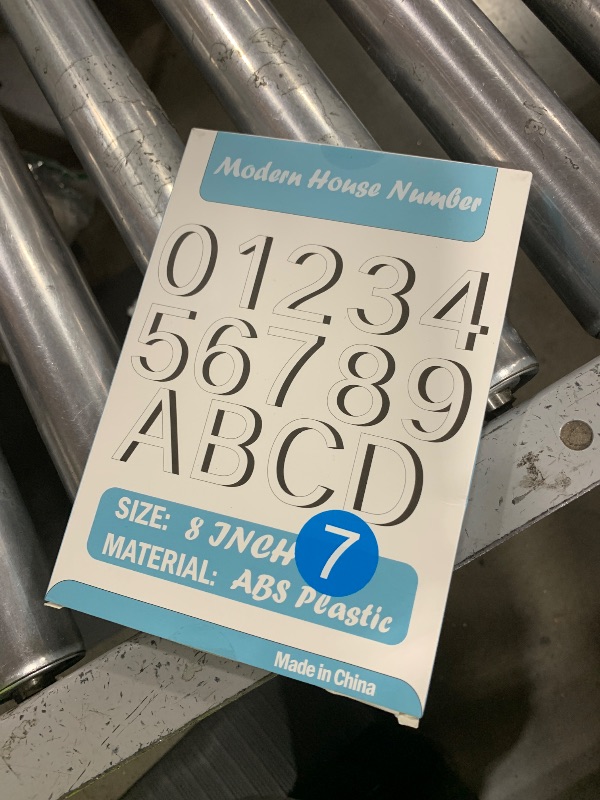 Modern House Number
01234
56789
ABCD
SIZE: 8 INCH
7
MATERIAL: ABS Plastic
Made in China